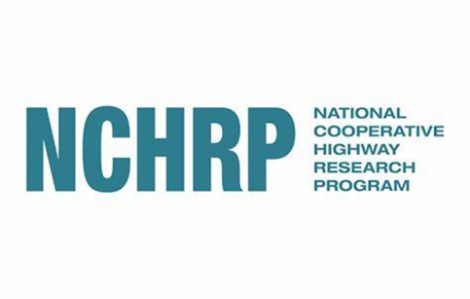 NCHRP
NATIONAL
COOPERATIVE
HIGHWAY
RESEARCH
PROGRAM